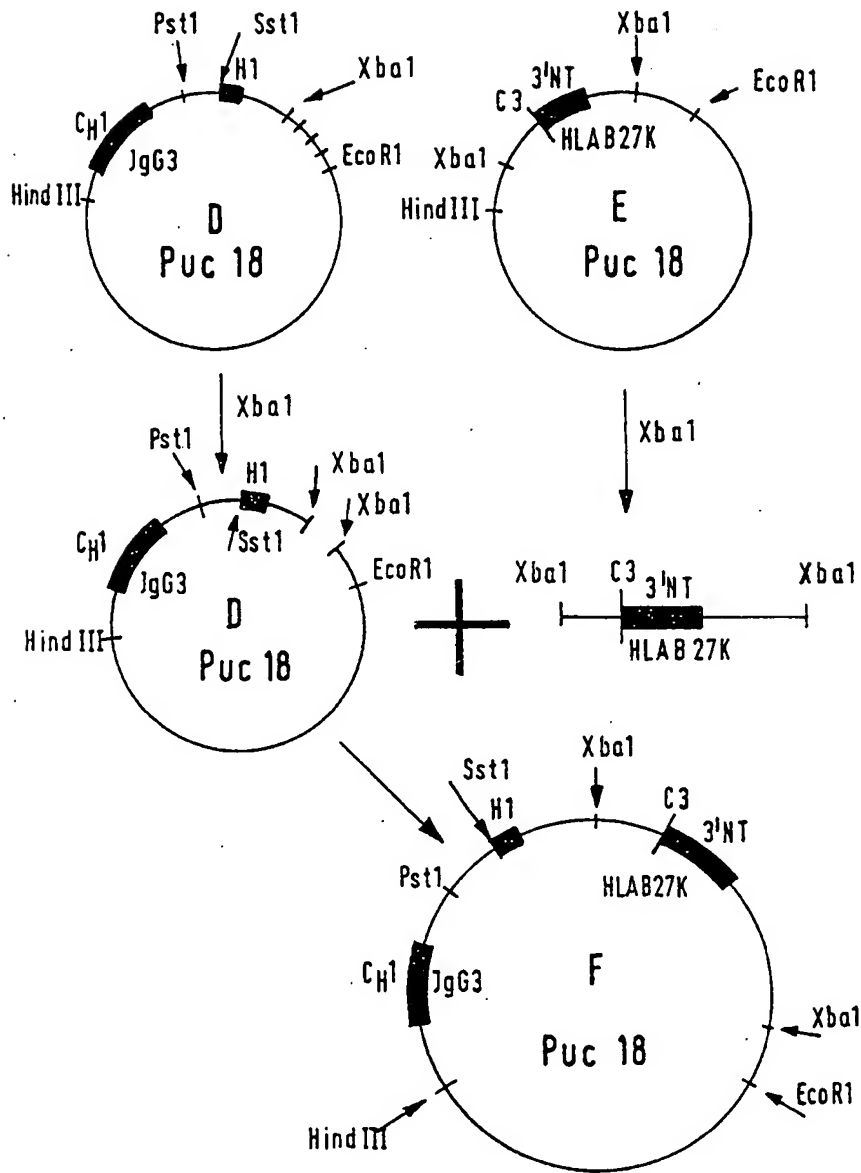 Pst1
Sst1
H1
Xba1
CH1
JgG3
EcoR1
Hind III
D
Puc 18
Xba1
3'NT
C3
EcoR1
HLAB27K
Xba1
Hind III
E
Puc 18
Xba1
Xba1
Pst1
H1
Xba1
Xba1
Sst1
CH1
JgG3
EcoR1
D
Hind III
Puc 18
Xba1
C3
3'NT
Xba1
HLAB27K
Xba1
Sst1
H1
C3
3'NT
Pst1
HLAB27K
CH1
JgG3
F
Xba1
Puc 18
EcoR1
Hind III